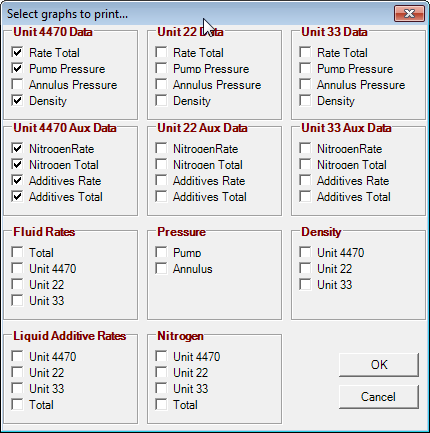 Select graphs to print...
Unit 4470 Data
Rate Total
Pump Pressure
Annulus Pressure
Density
Unit 22 Data
Rate Total
Pump Pressure
Annulus Pressure
Density
Unit 33 Data
Rate Total
Pump Pressure
Annulus Pressure
Density
Unit 4470 Aux Data
NitrogenRate
Nitrogen Total
Additives Rate
Additives Total
Unit 22 Aux Data
NitrogenRate
Nitrogen Total
Additives Rate
Additives Total
Unit 33 Aux Data
NitrogenRate
Nitrogen Total
Additives Rate
Additives Total
Fluid Rates
Total
Unit 4470
Unit 22
Unit 33
Pressure
Pump
Annulus
Density
Unit 4470
Unit 22
Unit 33
Liquid Additive Rates
Unit 4470
Unit 22
Unit 33
Total
Nitrogen
Unit 4470
Unit 22
Unit 33
Total
OK
Cancel